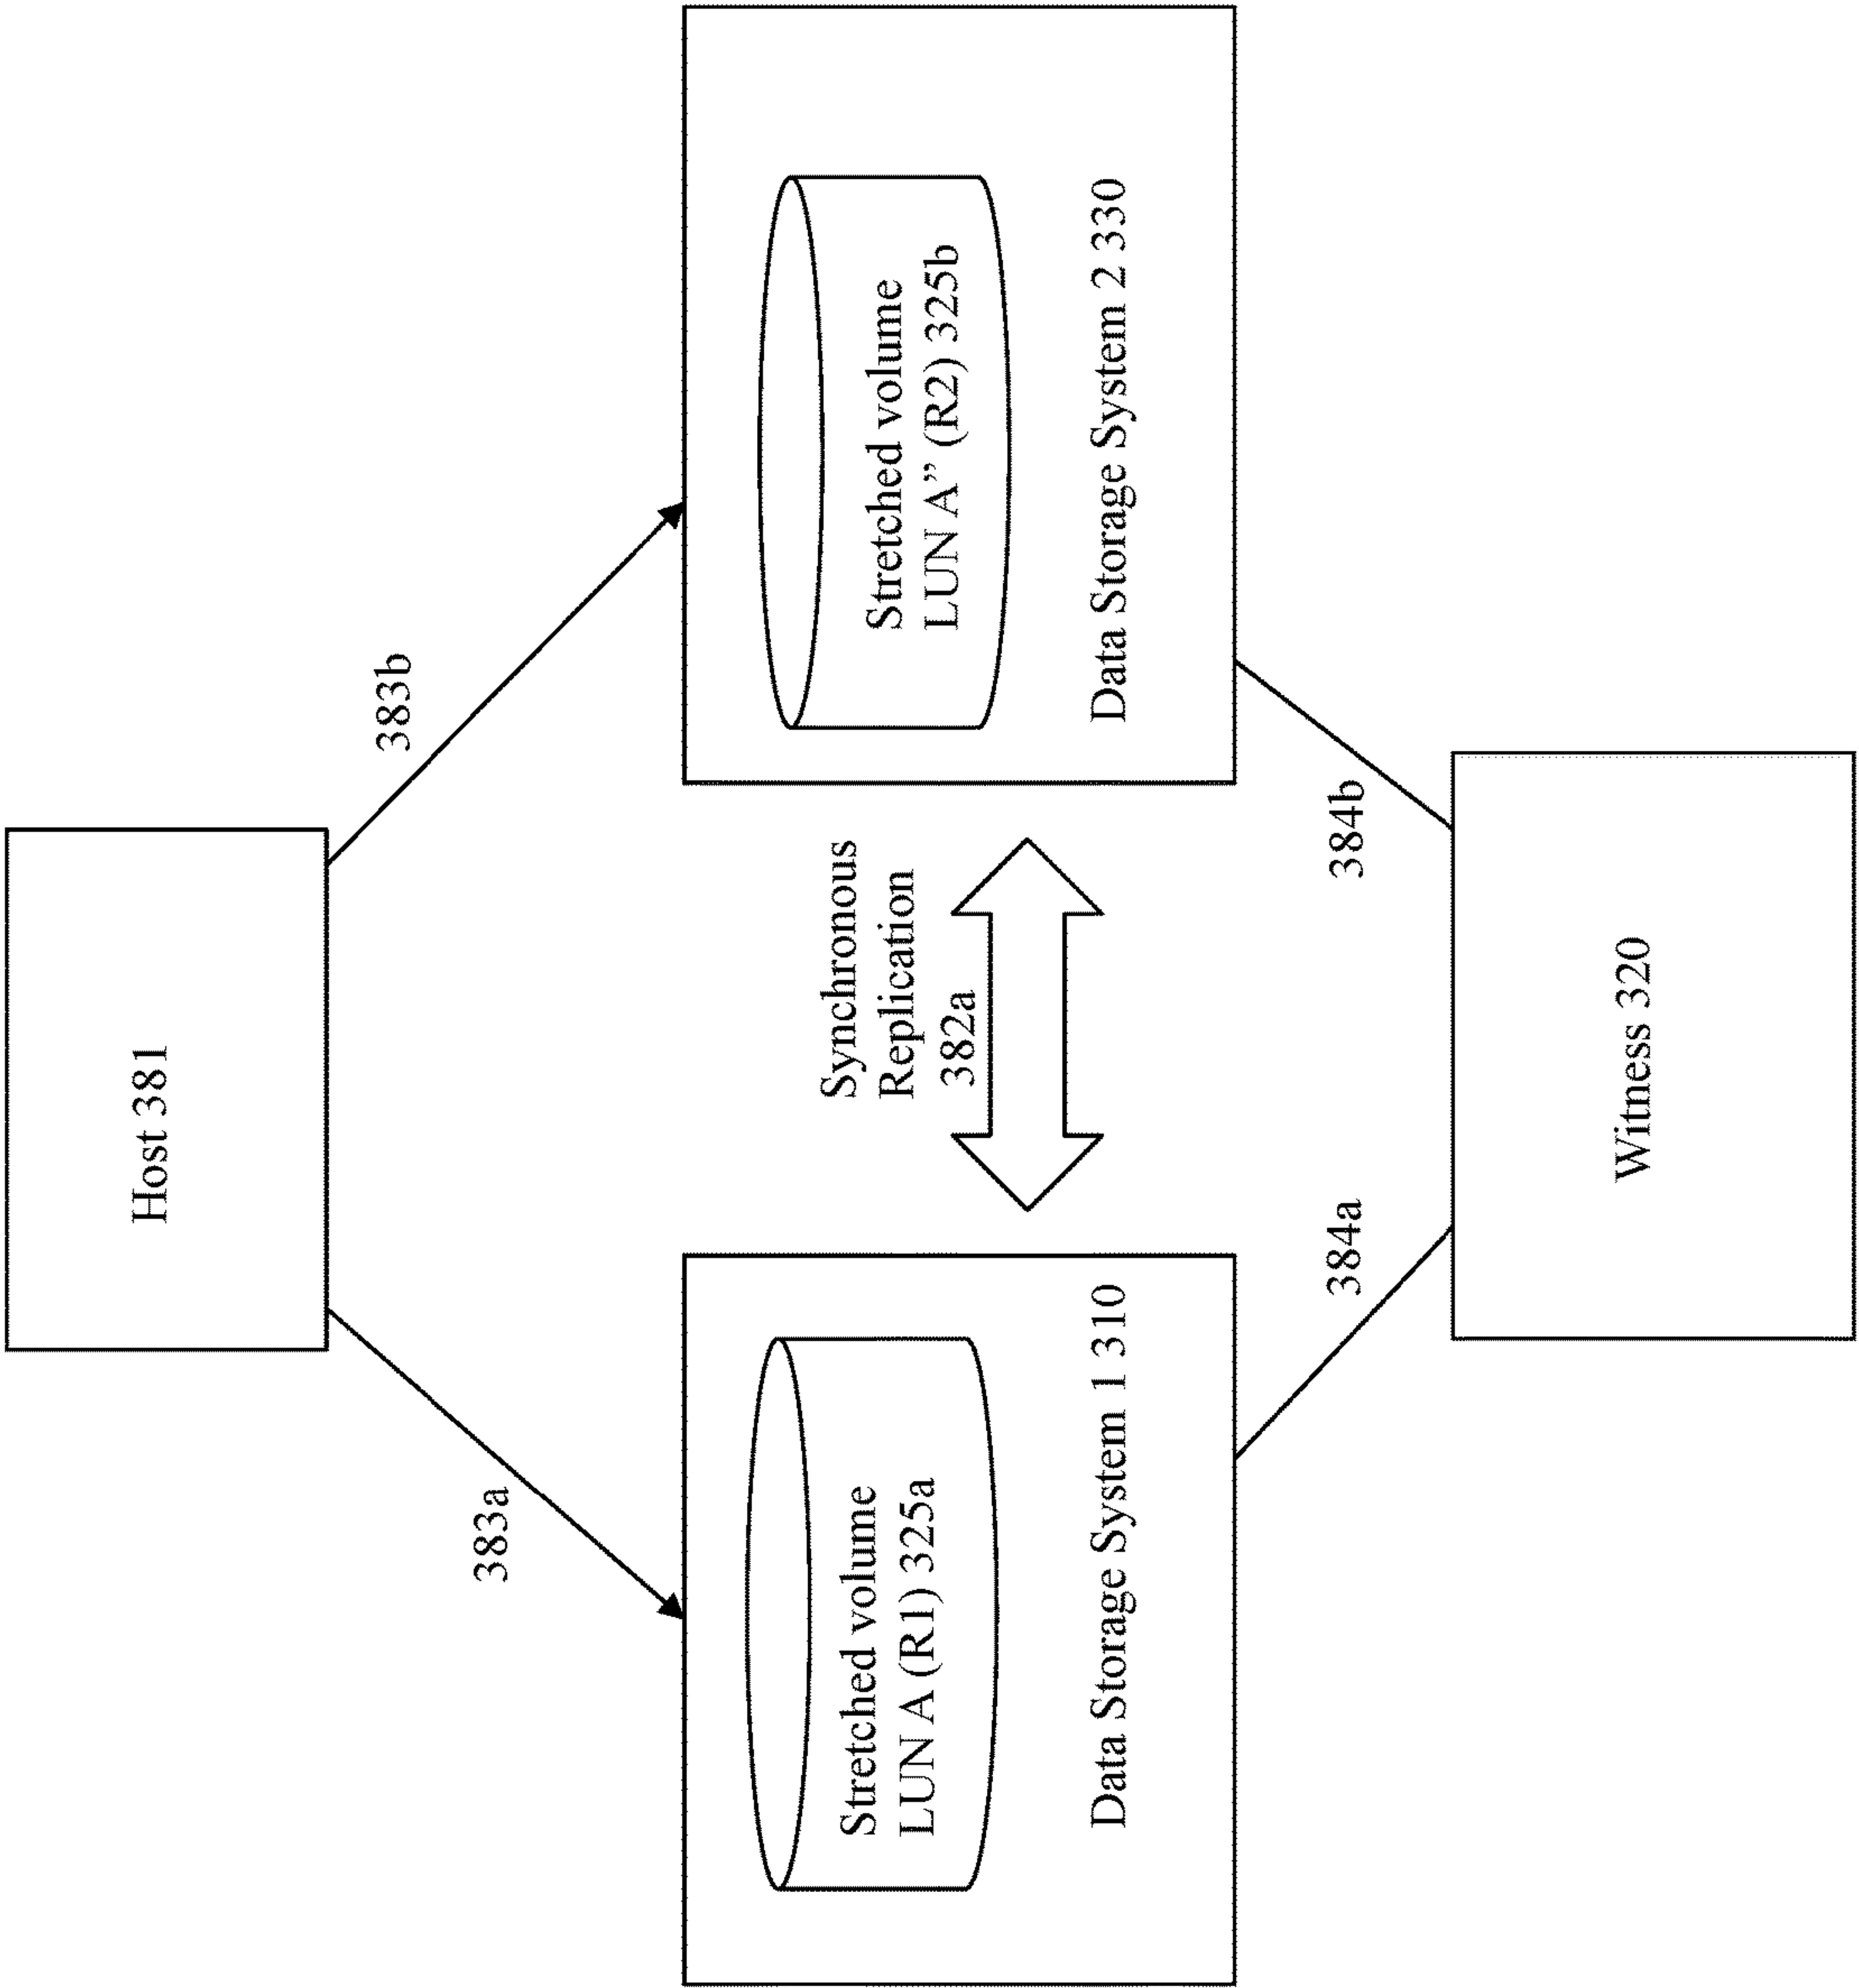 Host 381
383a
383b
Stretched volume
LUN A (R1) 325a
Data Storage System 1 310
Synchronous
Replication
382a
Stretched volume
LUN A” (R2) 325b
Data Storage System 2 330
384a
384b
Witness 320